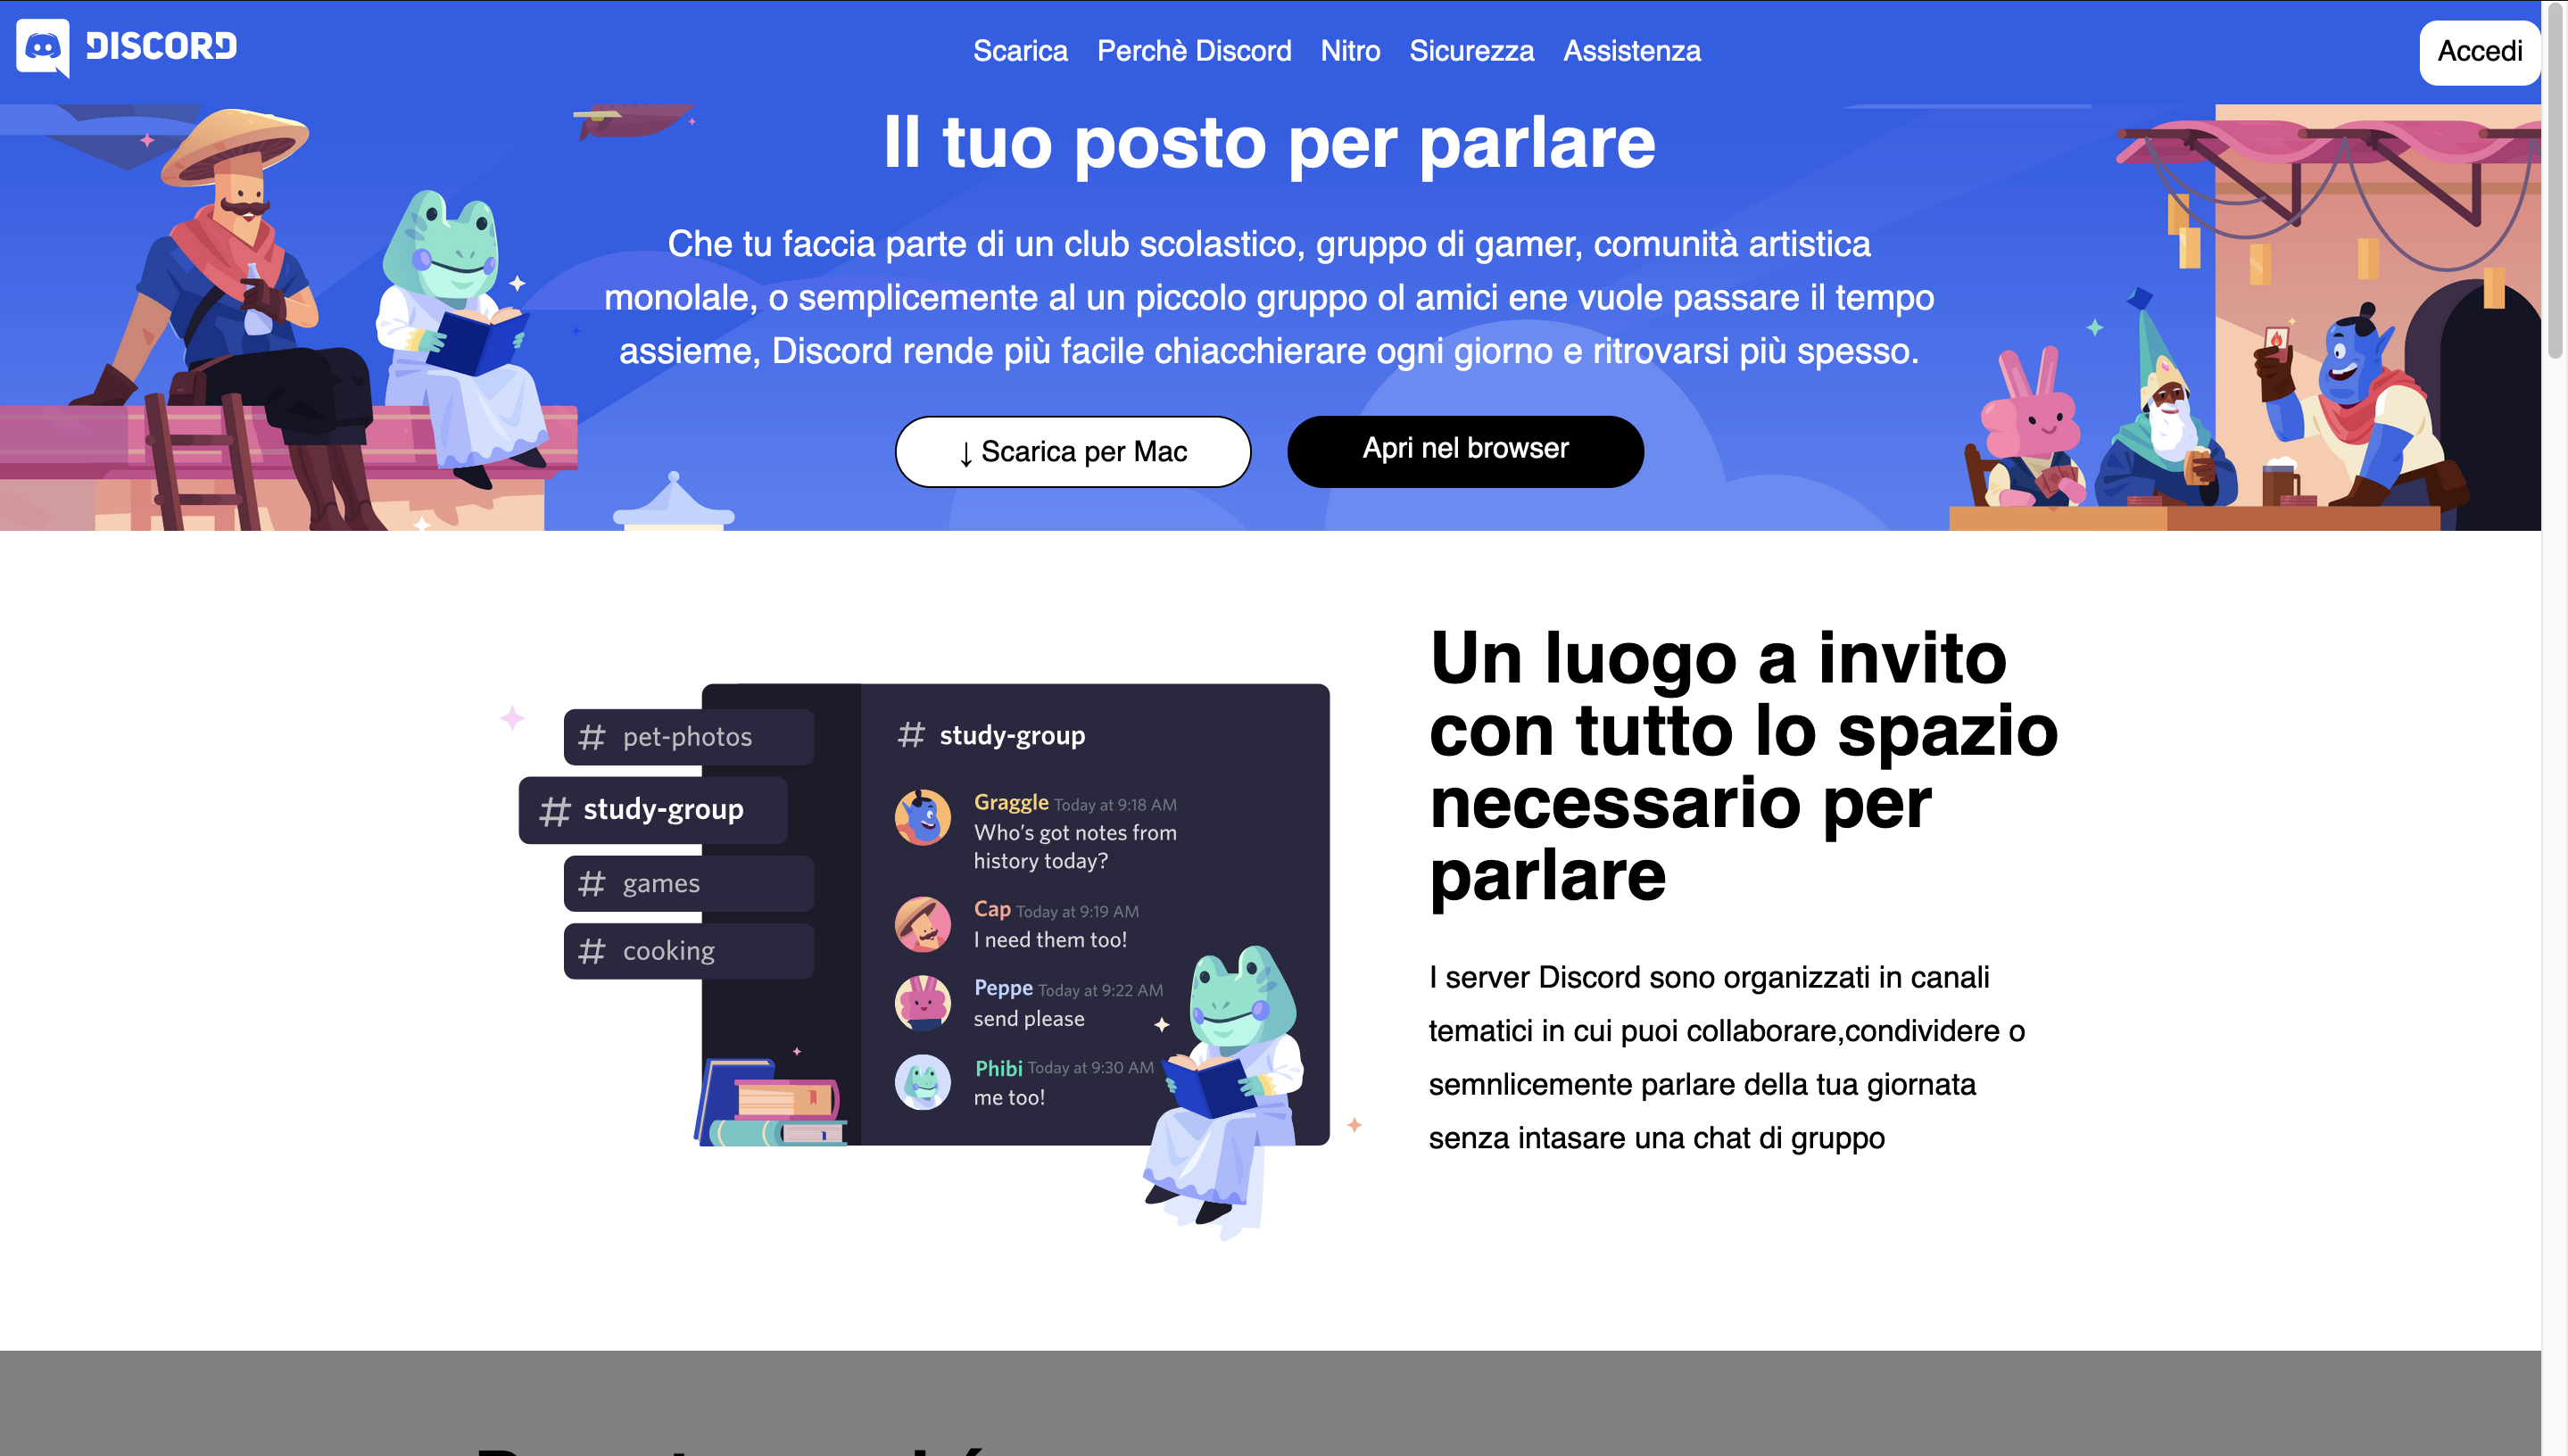 DISCORD
Scarica Perchè Discord Nitro Sicurezza Assistenza
Accedi
Il tuo posto per parlare
Che tu faccia parte di un club scolastico, gruppo di gamer, comunità artistica
monolale, o semplicemente al un piccolo gruppo ol amici ene vuole passare il tempo
assieme, Discord rende più facile chiacchierare ogni giorno e ritrovarsi più spesso.
↓ Scarica per Mac
Apri nel browser
# pet-photos
# study-group
# games
# cooking
# study-group
Graggle Today at 9:18 AM
Who's got notes from
history today?
Cap Today at 9:19 AM
I need them too!
Peppe Today at 9:22 AM
send please
Phibi Today at 9:30 AM
me too!
Un luogo a invito
con tutto lo spazio
necessario per
parlare
I server Discord sono organizzati in canali
tematici in cui puoi collaborare,condividere o
semnlicemente parlare della tua giornata
senza intasare una chat di gruppo